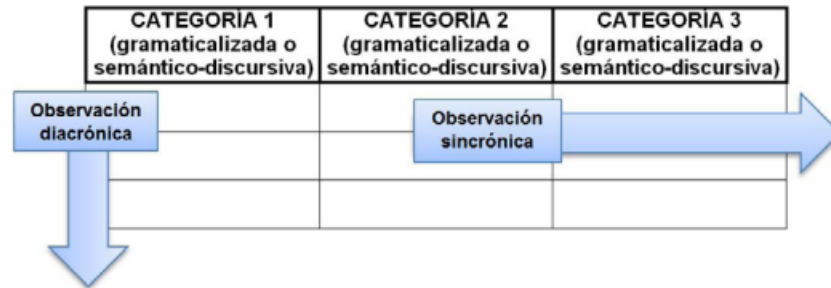 CATEGORÍA 1
(gramaticalizada o
semántico-discursiva)
CATEGORÍA 2
(gramaticalizada o
semántico-discursiva)
CATEGORÍA 3
(gramaticalizada o
semántico-discursiva)
Observación
diacrónica
Observación
sincrónica